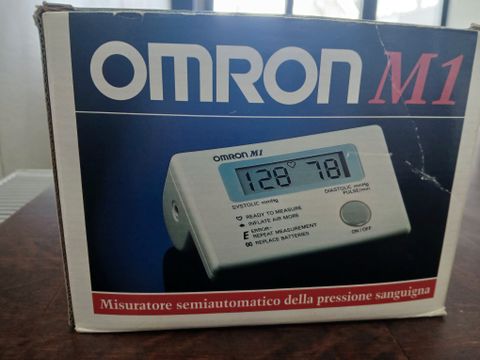 OMRON M1
OMRON M1
128 78
SYSTOLIC mmHg
DIASTOLIC mmHg
PULSE/min.
READY TO MEASURE
INFLATE AIR MORE
E ERROR-
REPEAT MEASUREMENT
REPLACE BATTERIES
ON/OFF
Misuratore semiautomatico della pressione sanguigna